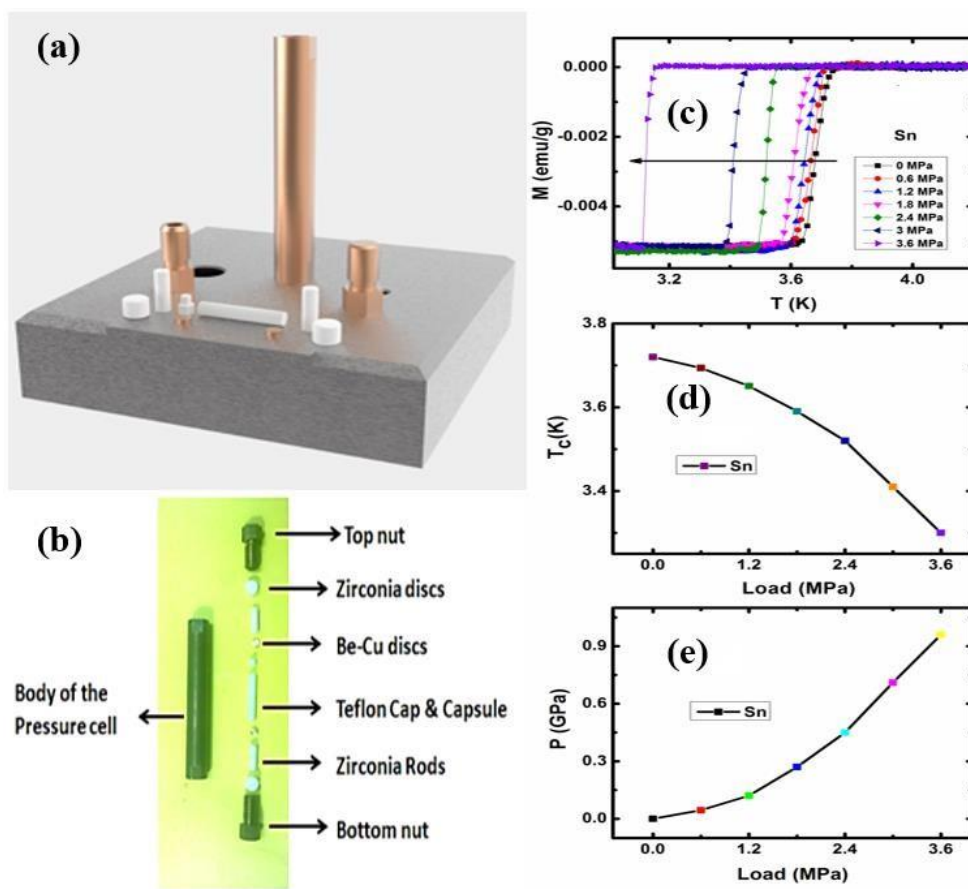 (a)
(b)
Top nut
Zirconia discs
Be-Cu discs
Body of the
Pressure cell
Teflon Cap & Capsule
Zirconia Rods
Bottom nut
0.000
-0.002
-0.004
M (emu/g)
(c)
Sn
0 MPa
0.6 MPa
1.2 MPa
1.8 MPa
2.4 MPa
3 MPa
3.6 MPa
3.2 3.6 4.0
T (K)
3.8
3.6
3.4
TC(K)
(d)
Sn
0.0 1.2 2.4 3.6
Load (MPa)
0.9
0.6
0.3
0.0
P (GPa)
(e)
Sn
0.0 1.2 2.4 3.6
Load (MPa)